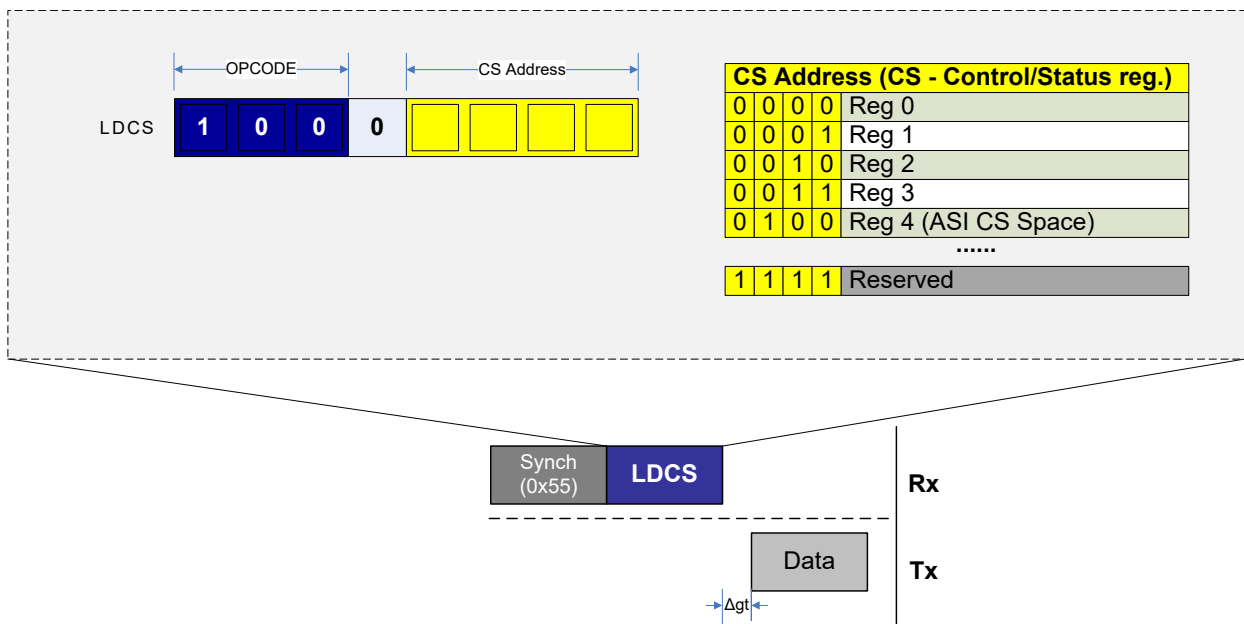 OPCODE CS Address
LDCS 1 0 0 0
CS Address (CS - Control/Status reg.)
0 0 0 0 Reg 0
0 0 0 1 Reg 1
0 0 1 0 Reg 2
0 0 1 1 Reg 3
0 1 0 0 Reg 4 (ASI CS Space)
......
1 1 1 1 Reserved
Synch
(0x55)
LDCS
Rx
Data
Tx
Δgt